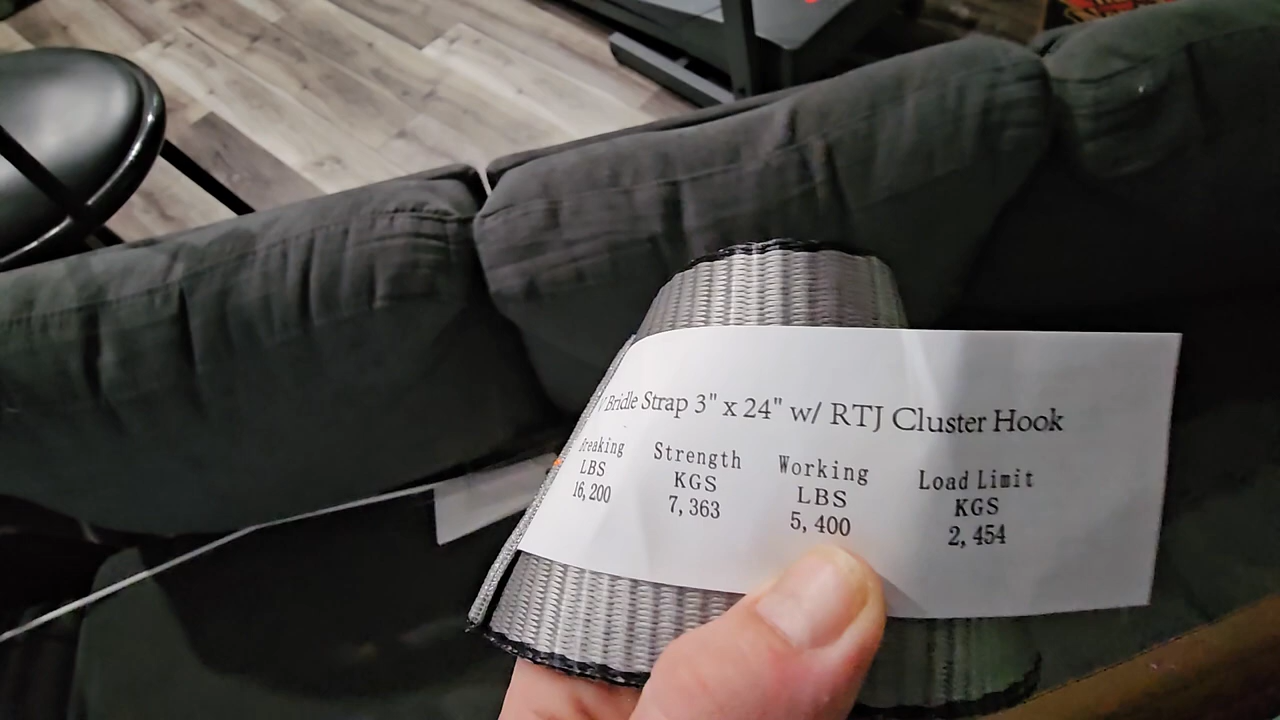 V Bridle Strap 3" x 24" w/ RTJ Cluster Hook
Breaking Strength Working Load Limit
LBS KGS LBS KGS
16,200 7,363 5,400 2,454